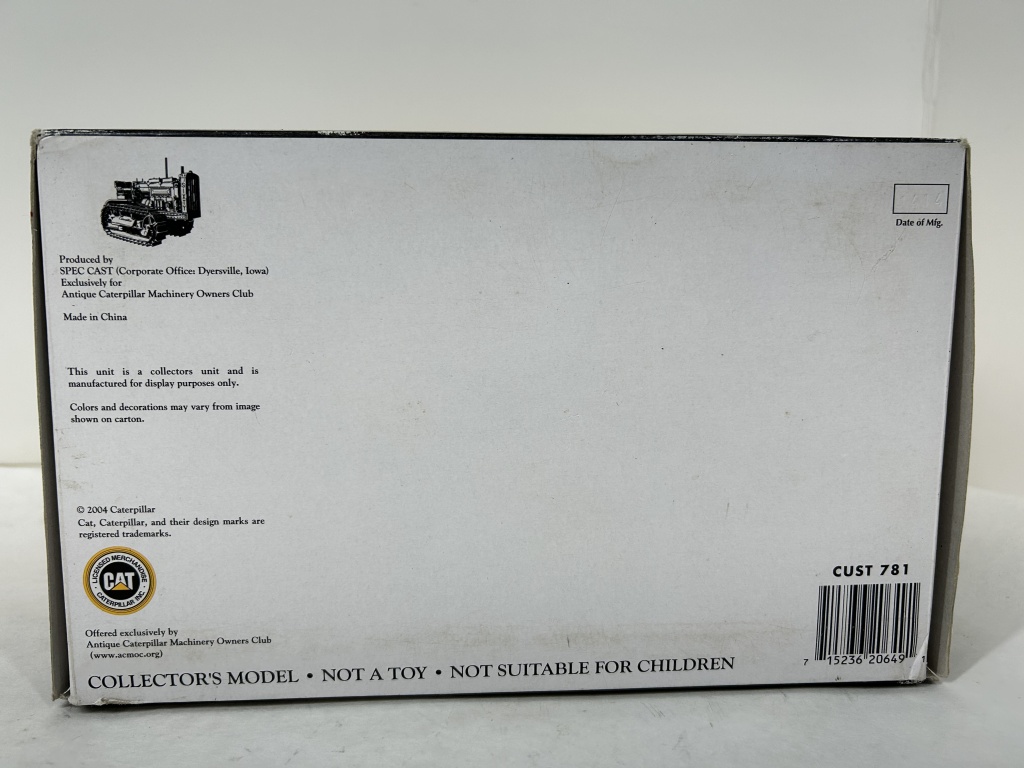 Date of Mfg.
Produced by
SPEC CAST (Corporate Office: Dyersville, Iowa)
Exclusively for
Antique Caterpillar Machinery Owners Club
Made in China
This unit is a collectors unit and is
manufactured for display purposes only.
Colors and decorations may vary from image
shown on carton.
© 2004 Caterpillar
Cat, Caterpillar, and their design marks are
registered trademarks.
LICENSED MERCHANDISE
CAT
CATERPILLAR INC.
Offered exclusively by
Antique Caterpillar Machinery Owners Club
(www.acmoc.org)
COLLECTOR'S MODEL • NOT A TOY • NOT SUITABLE FOR CHILDREN
CUST 781
7 15236 20649 1